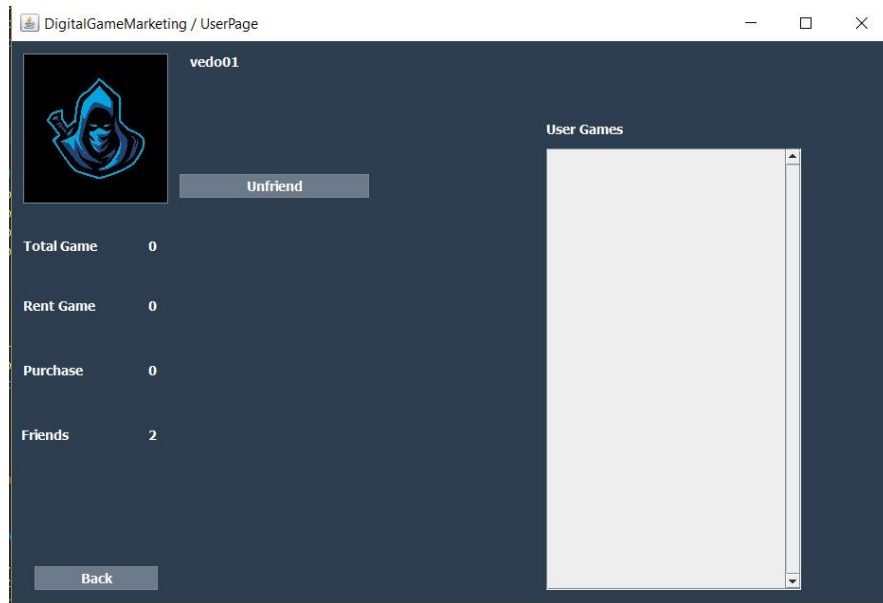 DigitalGameMarketing / UserPage
vedo01
User Games
Unfriend
Total Game 0
Rent Game 0
Purchase 0
Friends 2
Back